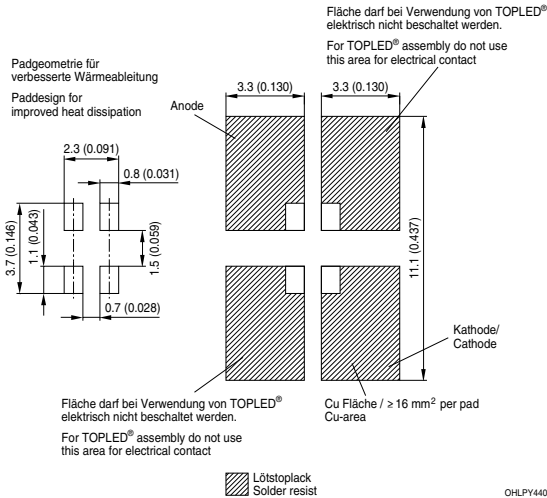 Fläche darf bei Verwendung von TOPLED®
elektrisch nicht beschaltet werden.
For TOPLED® assembly do not use
this area for electrical contact
Padgeometrie für
verbesserte Wärmeableitung
Paddesign for
improved heat dissipation
Anode
3.3 (0.130)
3.3 (0.130)
2.3 (0.091)
0.8 (0.031)
3.7 (0.146)
1.1 (0.043)
1.5 (0.059)
0.7 (0.028)
11.1 (0.437)
Kathode/
Cathode
Fläche darf bei Verwendung von TOPLED®
elektrisch nicht beschaltet werden.
For TOPLED® assembly do not use
this area for electrical contact
Cu Fläche / ≥ 16 mm² per pad
Cu-area
Lötstoplack
Solder resist
OHLPY440